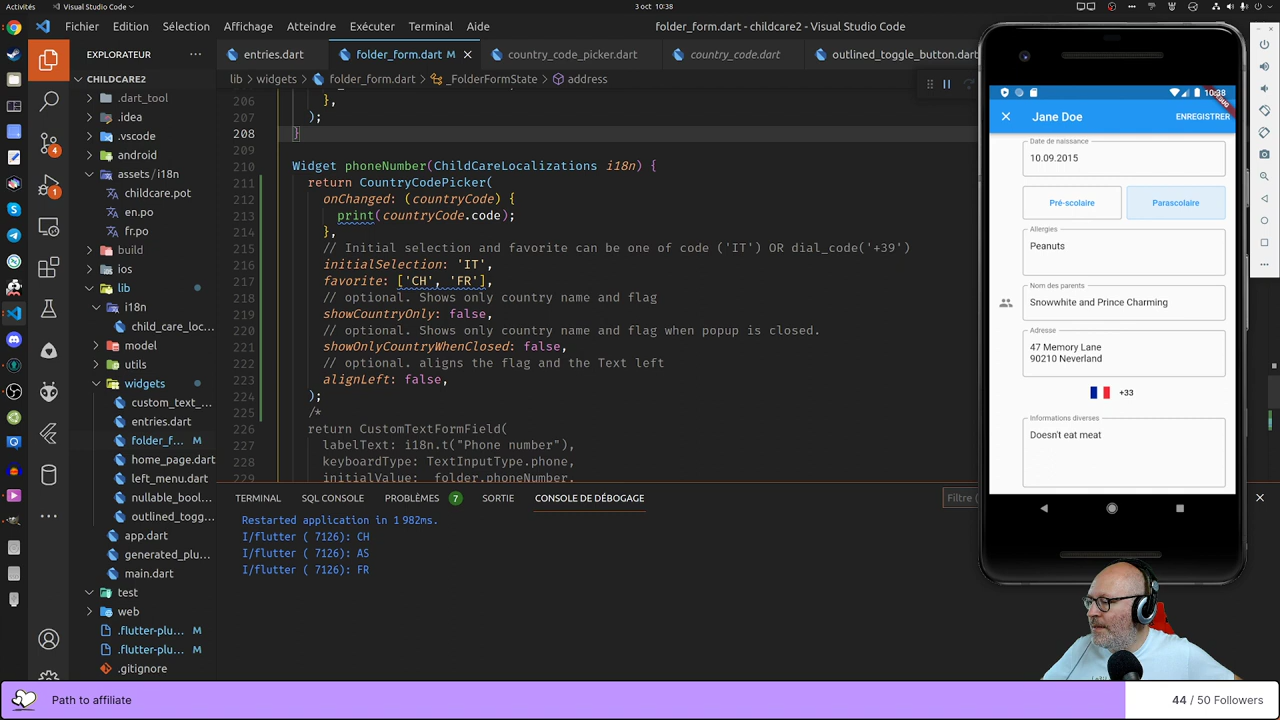 Activités
Visual Studio Code
3 oct 10:38
Fichier Edition Sélection Affichage Atteindre Exécuter Terminal Aide
folder_form.dart - childcare2 - Visual Studio Code
EXPLORATEUR ...
entries.dart
folder_form.dart M
country_code_picker.dart
country_code.dart
outlined_toggle_button.dart
lib > widgets > folder_form.dart > _FolderFormState > address
CHILDCARE2
.dart_tool
.idea
.vscode
android
assets/i18n
childcare.pot
en.po
fr.po
build
ios
lib
i18n
child_care_loc...
model
utils
widgets
custom_text_...
entries.dart
folder_f... M
home_page.dart
left_menu.dart
nullable_bool...
outlined_togg...
app.dart
generated_plu...
main.dart
test
web
.flutter-plu... M
.flutter-plu... M
.gitignore
4
1
206 },
207 );
208 }
209
210 Widget phoneNumber(ChildCareLocalizations i18n) {
211 return CountryCodePicker(
212 onChanged: (countryCode) {
213 print(countryCode.code);
214 },
215 // Initial selection and favorite can be one of code ('IT') OR dial_code('+39')
216 initialSelection: 'IT',
217 favorite: ['CH', 'FR'],
218 // optional. Shows only country name and flag
219 showCountryOnly: false,
220 // optional. Shows only country name and flag when popup is closed.
221 showOnlyCountryWhenClosed: false,
222 // optional. aligns the flag and the Text left
223 alignLeft: false,
224 );
225 /*
226 return CustomTextFormField(
227 labelText: i18n.t("Phone number"),
228 keyboardType: TextInputType.phone,
229 initialValue: folder.phoneNumber,
TERMINAL SQL CONSOLE PROBLÈMES 7 SORTIE CONSOLE DE DÉBOGAGE
Filtre (
Restarted application in 1 982ms.
I/flutter ( 7126): CH
I/flutter ( 7126): AS
I/flutter ( 7126): FR
10:38
Jane Doe
ENREGISTRER
Date de naissance
10.09.2015
Pré-scolaire
Parascolaire
Allergies
Peanuts
Nom des parents
Snowwhite and Prince Charming
Adresse
47 Memory Lane
90210 Neverland
+33
Informations diverses
Doesn't eat meat
Path to affiliate
44 / 50 Followers